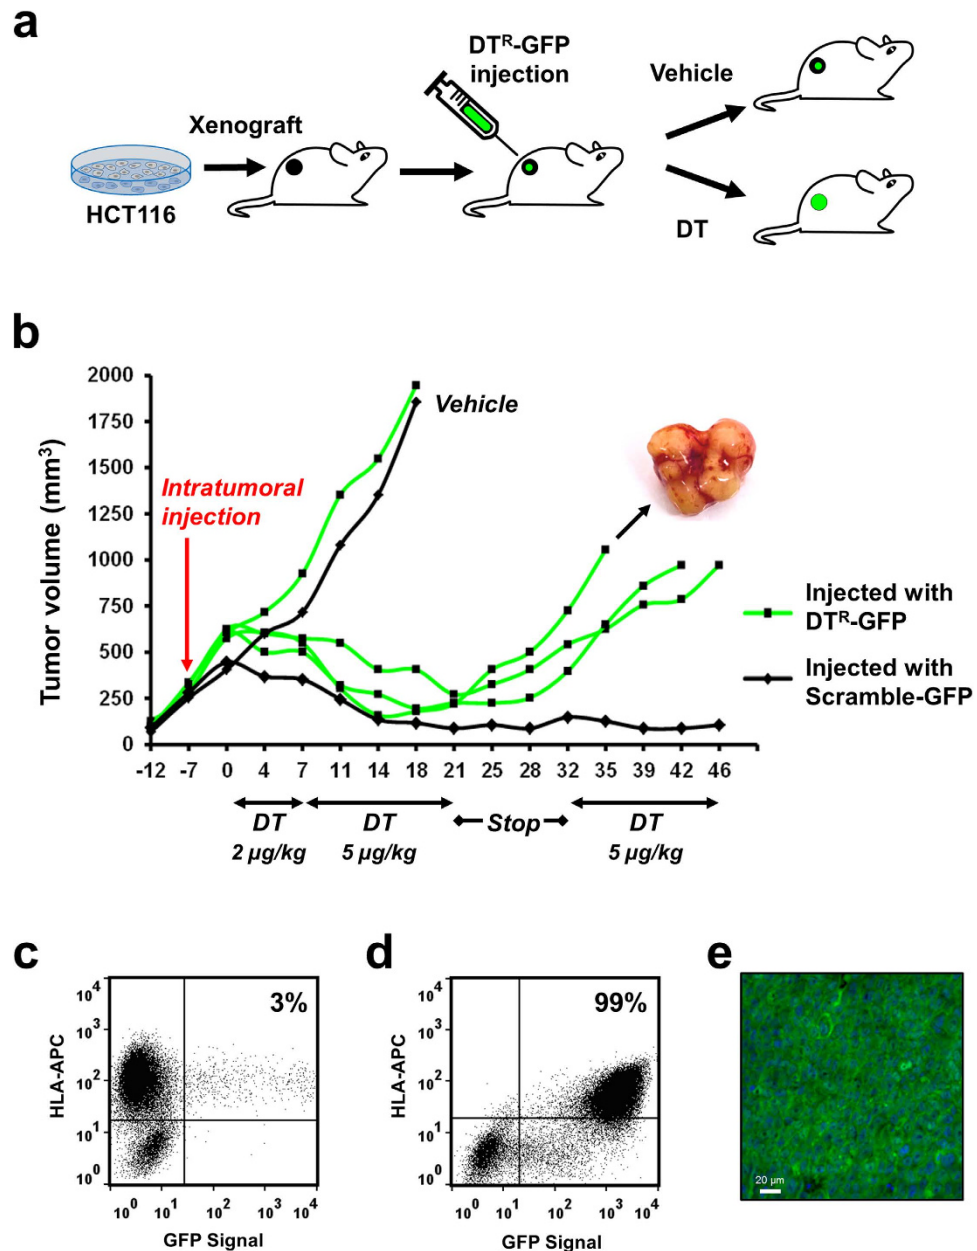 a
DTᴿ-GFP
injection
Vehicle
Xenograft
HCT116
DT
b
2000
1750
1500
1250
1000
750
500
250
0
Tumor volume (mm³)
Vehicle
Intratumoral
injection
Injected with
DTᴿ-GFP
Injected with
Scramble-GFP
-12 -7 0 4 7 11 14 18 21 25 28 32 35 39 42 46
DT DT Stop DT
2 µg/kg 5 µg/kg 5 µg/kg
c
3%
10⁴
10³
10²
10¹
10⁰
HLA-APC
10⁰ 10¹ 10² 10³ 10⁴
GFP Signal
d
99%
10⁴
10³
10²
10¹
10⁰
HLA-APC
10⁰ 10¹ 10² 10³ 10⁴
GFP Signal
e
20 µm